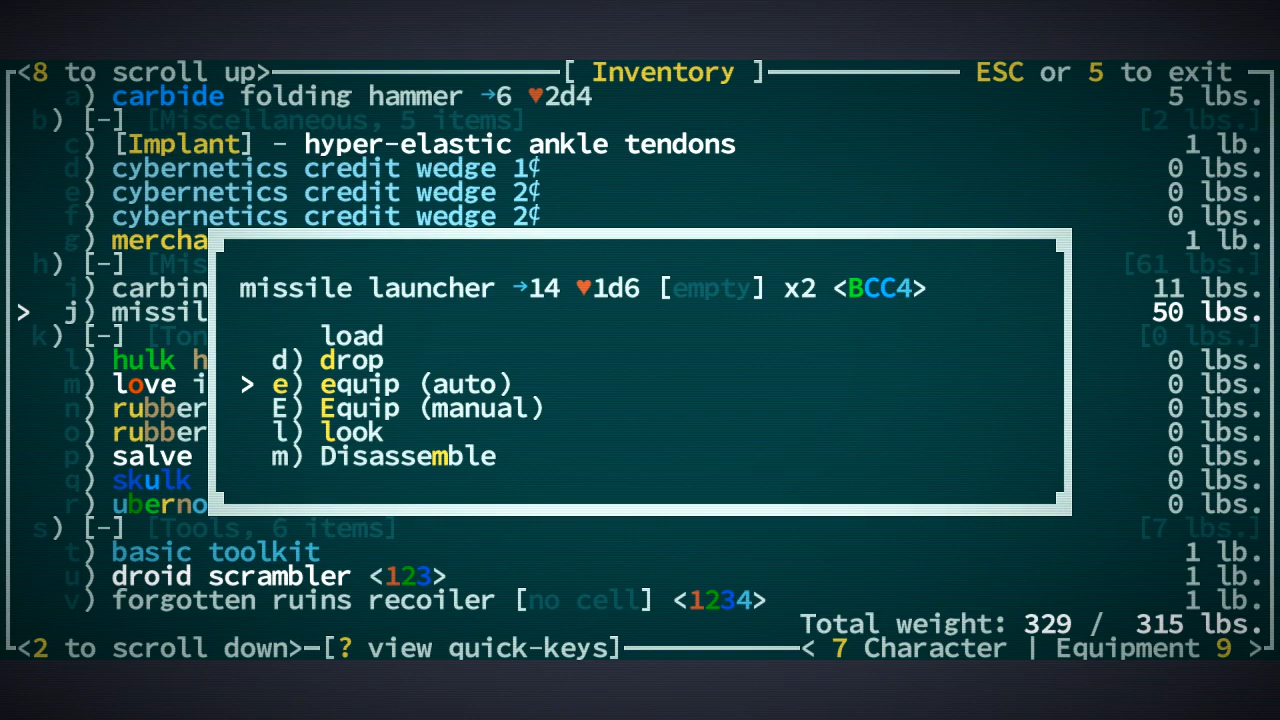 <8 to scroll up> [ Inventory ] ESC or 5 to exit
a) carbide folding hammer →6 ♥2d4 5 lbs.
b) [-] [Miscellaneous, 5 items] [2 lbs.]
c) [Implant] - hyper-elastic ankle tendons 1 lb.
d) cybernetics credit wedge 1¢ 0 lbs.
e) cybernetics credit wedge 2¢ 0 lbs.
f) cybernetics credit wedge 2¢ 0 lbs.
g) mercha 1 lb.
h) [-] [Mis [61 lbs.]
i) carbin 11 lbs.
> j) missil 50 lbs.
k) [-] [Ton [0 lbs.]
l) hulk h 0 lbs.
m) love i 0 lbs.
n) rubber 0 lbs.
o) rubber 0 lbs.
p) salve 0 lbs.
q) skulk 0 lbs.
r) uberno 0 lbs.
missile launcher →14 ♥1d6 [empty] x2 <BCC4>
load
d) drop
> e) equip (auto)
E) Equip (manual)
l) look
m) Disassemble
s) [-] [Tools, 6 items] [7 lbs.]
t) basic toolkit 1 lb.
u) droid scrambler <123> 1 lb.
v) forgotten ruins recoiler [no cell] <1234> 1 lb.
Total weight: 329 / 315 lbs.
<2 to scroll down> [? view quick-keys] < 7 Character | Equipment 9 >